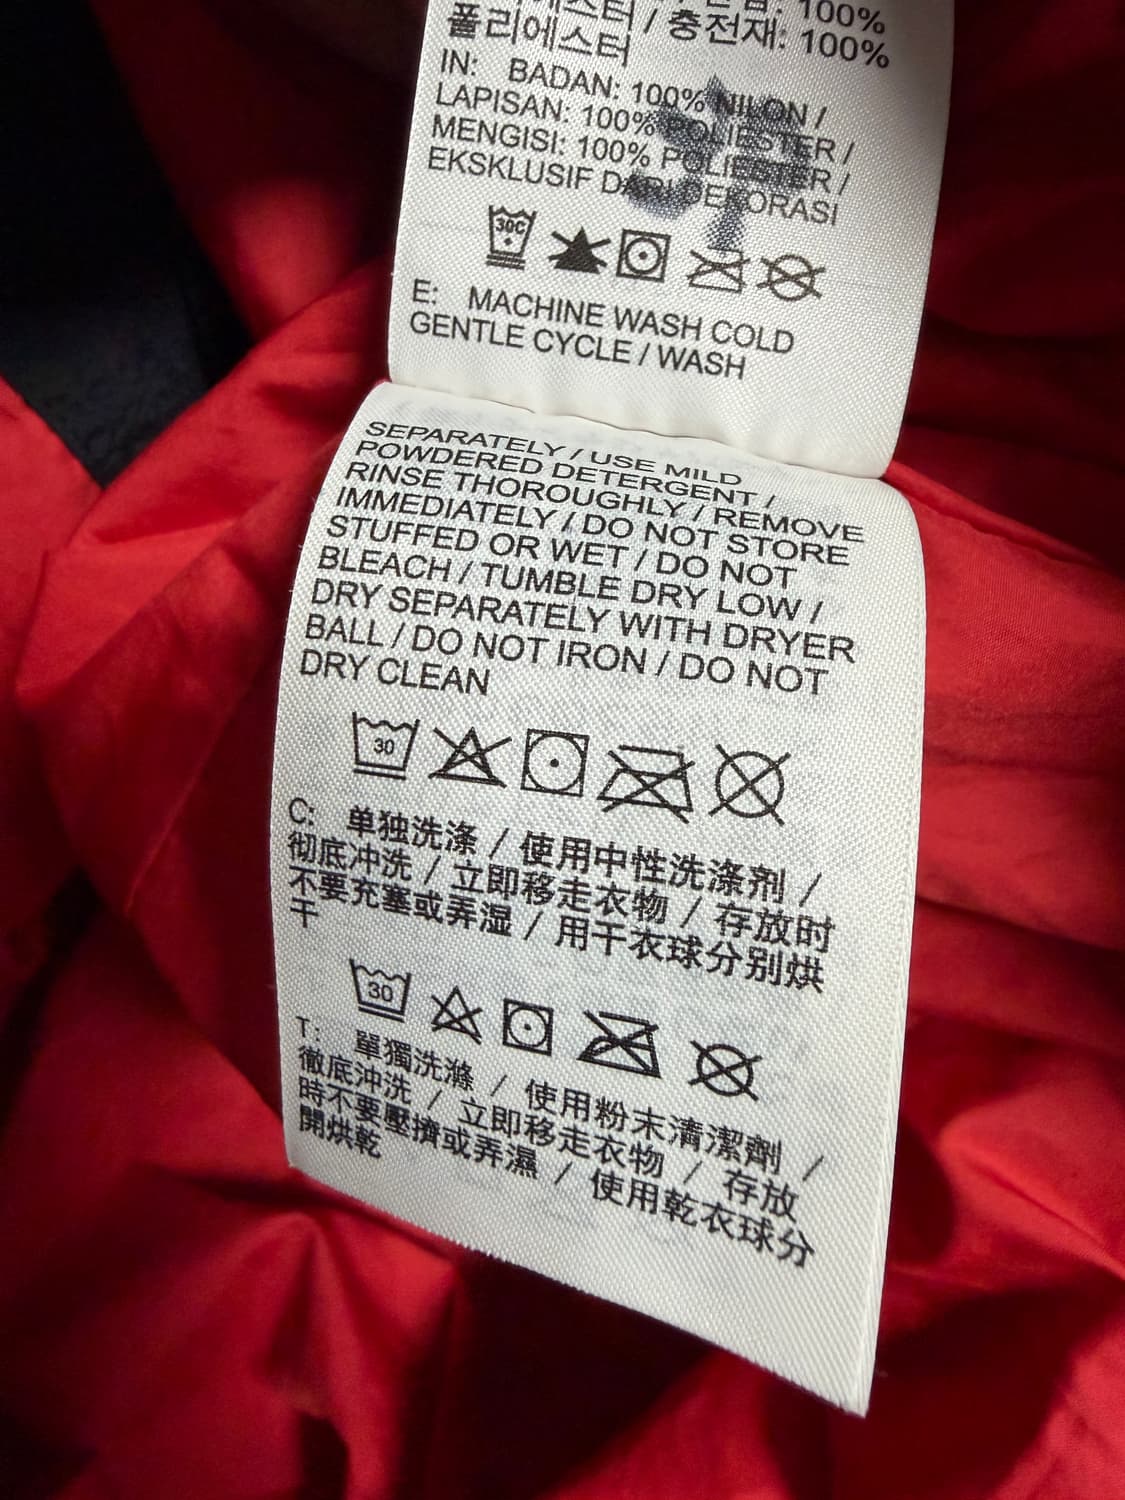 100%
폴리에스터 / 충전재: 100%
IN: BADAN: 100% NILON /
LAPISAN: 100% POLIESTER /
MENGISI: 100% POLIESTER /
EKSKLUSIF DARI DEKORASI
30C
E: MACHINE WASH COLD
GENTLE CYCLE / WASH
SEPARATELY / USE MILD
POWDERED DETERGENT /
RINSE THOROUGHLY / REMOVE
IMMEDIATELY / DO NOT STORE
STUFFED OR WET / DO NOT
BLEACH / TUMBLE DRY LOW /
DRY SEPARATELY WITH DRYER
BALL / DO NOT IRON / DO NOT
DRY CLEAN
30
C: 单独洗涤 / 使用中性洗涤剂 /
彻底冲洗 / 立即移走衣物 / 存放时
不要充塞或弄湿 / 用干衣球分别烘
干
30
T: 單獨洗滌 / 使用粉末清潔劑 /
徹底沖洗 / 立即移走衣物 / 存放
時不要壓擠或弄濕 / 使用乾衣球分
開烘乾